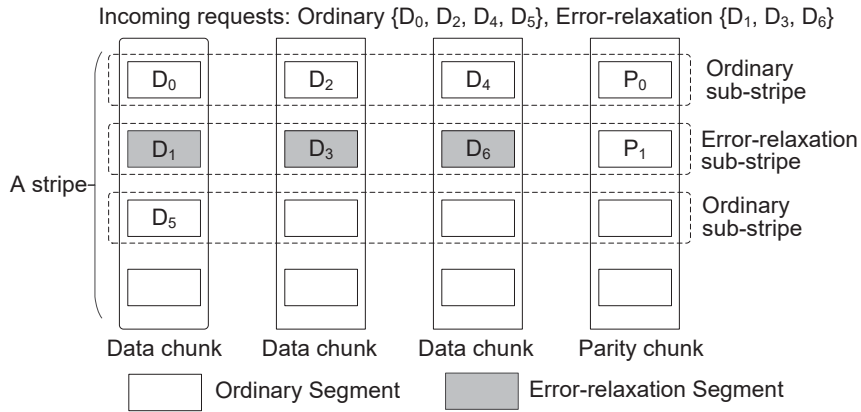 Incoming requests: Ordinary {D₀, D₂, D₄, D₅}, Error-relaxation {D₁, D₃, D₆}
D₀ D₂ D₄ P₀
Ordinary
sub-stripe
D₁ D₃ D₆ P₁
Error-relaxation
sub-stripe
A stripe
D₅
Ordinary
sub-stripe
Data chunk Data chunk Data chunk Parity chunk
Ordinary Segment Error-relaxation Segment